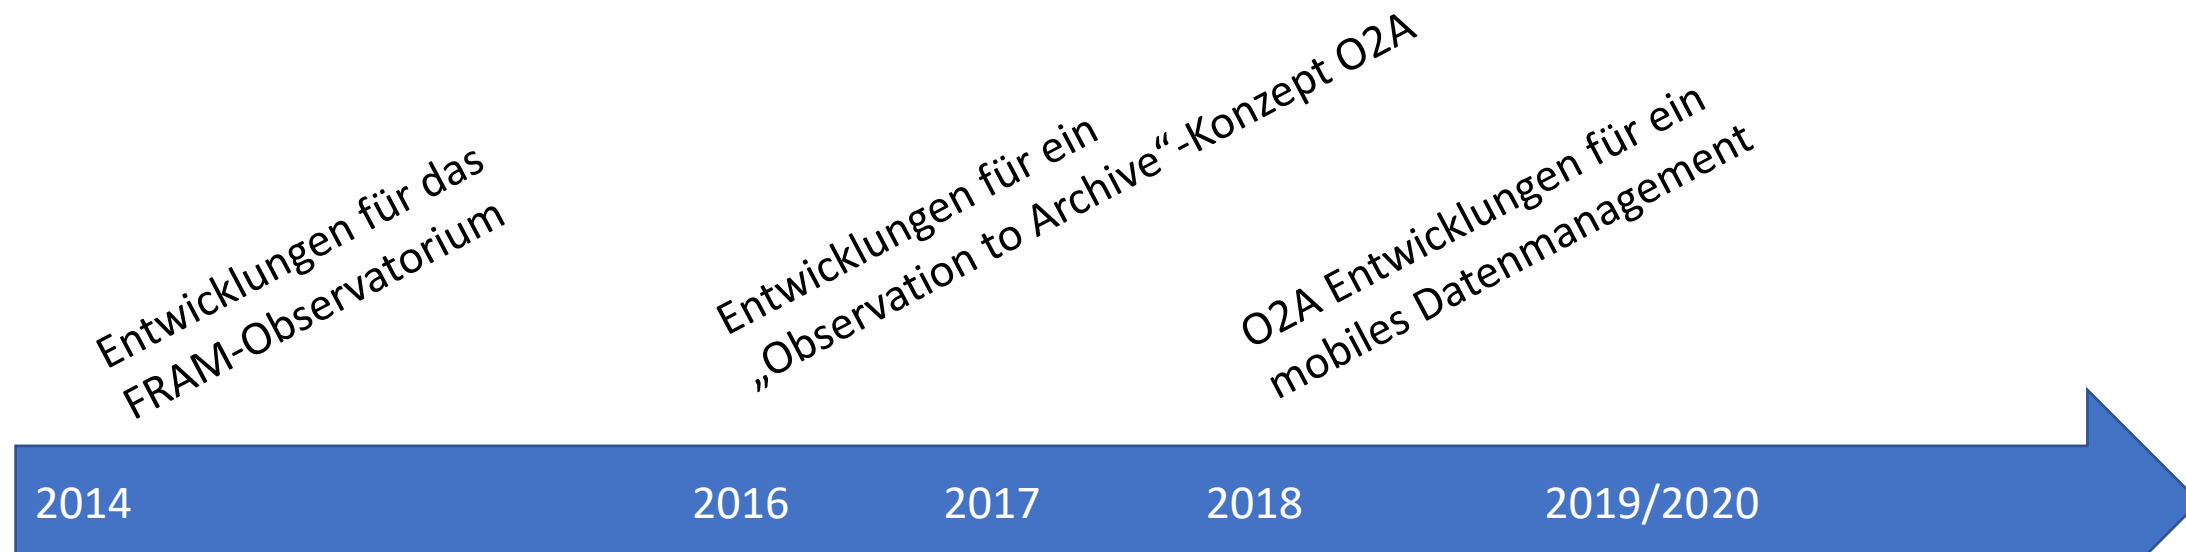 Entwicklungen für das
FRAM-Observatorium
Entwicklungen für ein
„Observation to Archive“-Konzept O2A
O2A Entwicklungen für ein
mobiles Datenmanagement
2014
2016
2017
2018
2019/2020